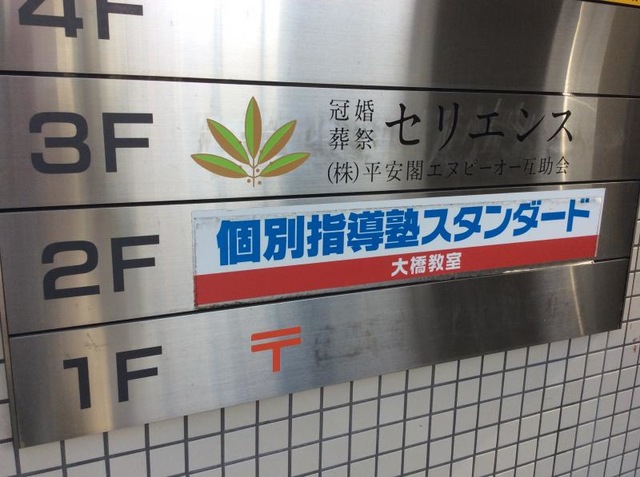 4F
3F
冠婚
葬祭
セリエンス
(株)平安閣エヌピーオー互助会
2F
個別指導塾スタンダード
大橋教室
1F
〒